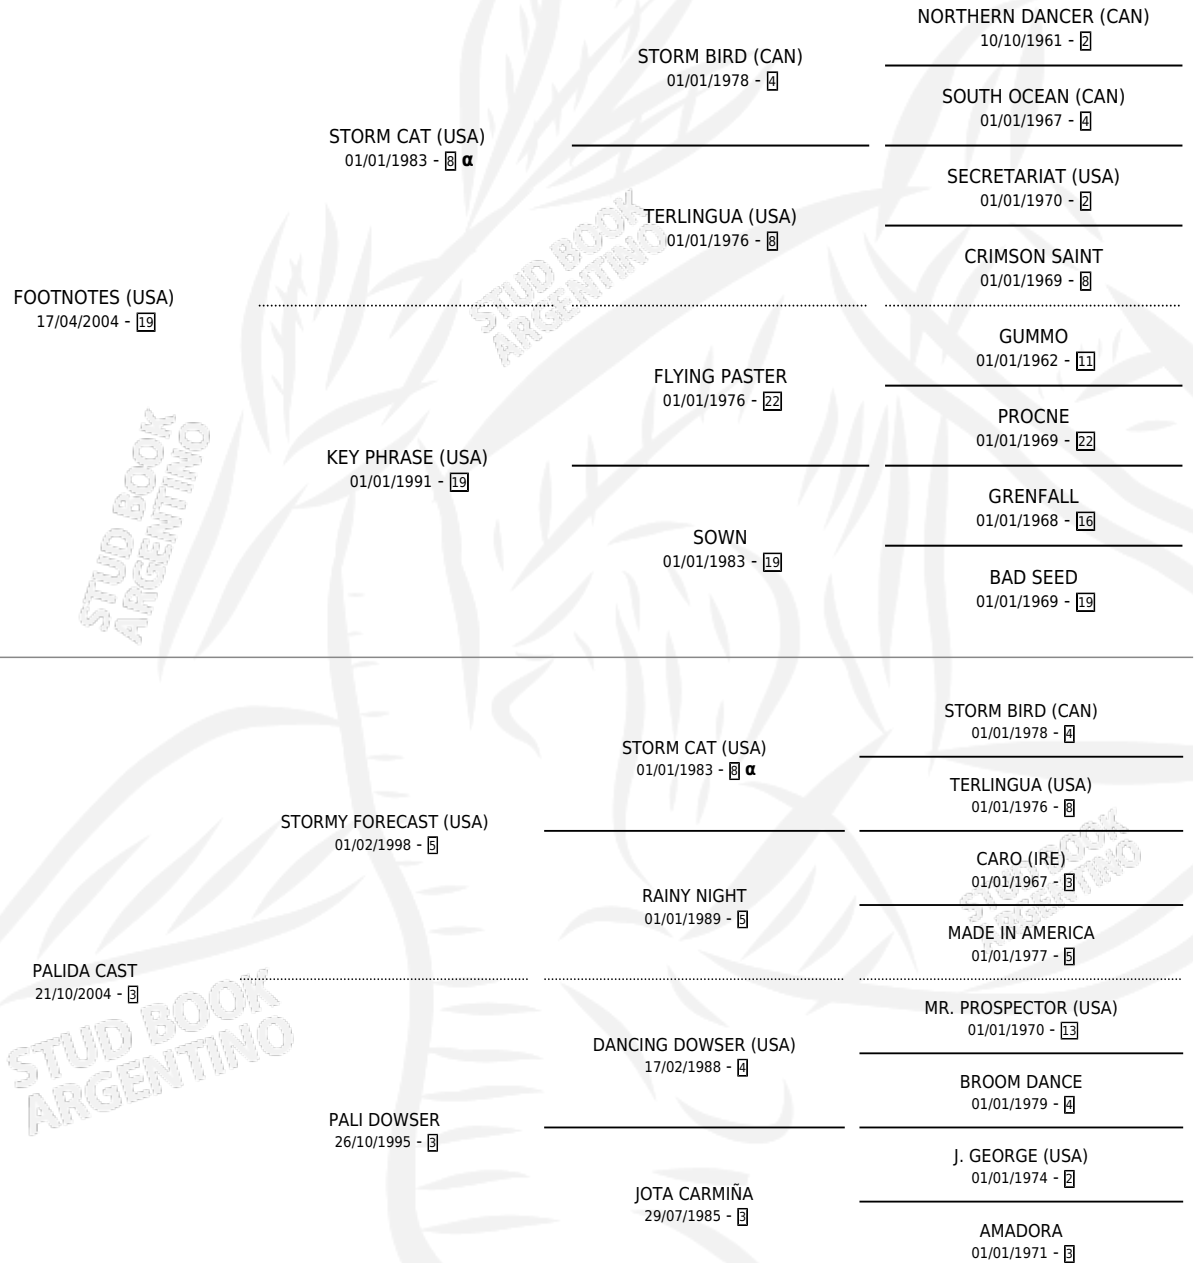 NORTHERN DANCER (CAN)
10/10/1961 - 2
STORM BIRD (CAN)
01/01/1978 - 4
SOUTH OCEAN (CAN)
01/01/1967 - 4
STORM CAT (USA)
01/01/1983 - 8 α
SECRETARIAT (USA)
01/01/1970 - 2
TERLINGUA (USA)
01/01/1976 - 8
CRIMSON SAINT
01/01/1969 - 8
FOOTNOTES (USA)
17/04/2004 - 19
GUMMO
01/01/1962 - 11
FLYING PASTER
01/01/1976 - 22
PROCNE
01/01/1969 - 22
KEY PHRASE (USA)
01/01/1991 - 19
GRENFALL
01/01/1968 - 16
SOWN
01/01/1983 - 19
BAD SEED
01/01/1969 - 19
STORM BIRD (CAN)
01/01/1978 - 4
STORM CAT (USA)
01/01/1983 - 8 α
TERLINGUA (USA)
01/01/1976 - 8
STORMY FORECAST (USA)
01/02/1998 - 5
CARO (IRE)
01/01/1967 - 3
RAINY NIGHT
01/01/1989 - 5
MADE IN AMERICA
01/01/1977 - 5
PALIDA CAST
21/10/2004 - 3
MR. PROSPECTOR (USA)
01/01/1970 - 13
DANCING DOWSER (USA)
17/02/1988 - 4
BROOM DANCE
01/01/1979 - 4
PALI DOWSER
26/10/1995 - 3
J. GEORGE (USA)
01/01/1974 - 2
JOTA CARMIÑA
29/07/1985 - 3
AMADORA
01/01/1971 - 3
STUD BOOK
ARGENTINO
STUD BOOK
ARGENTINO
STUD BOOK
ARGENTINO
STUD BOOK
ARGENTINO